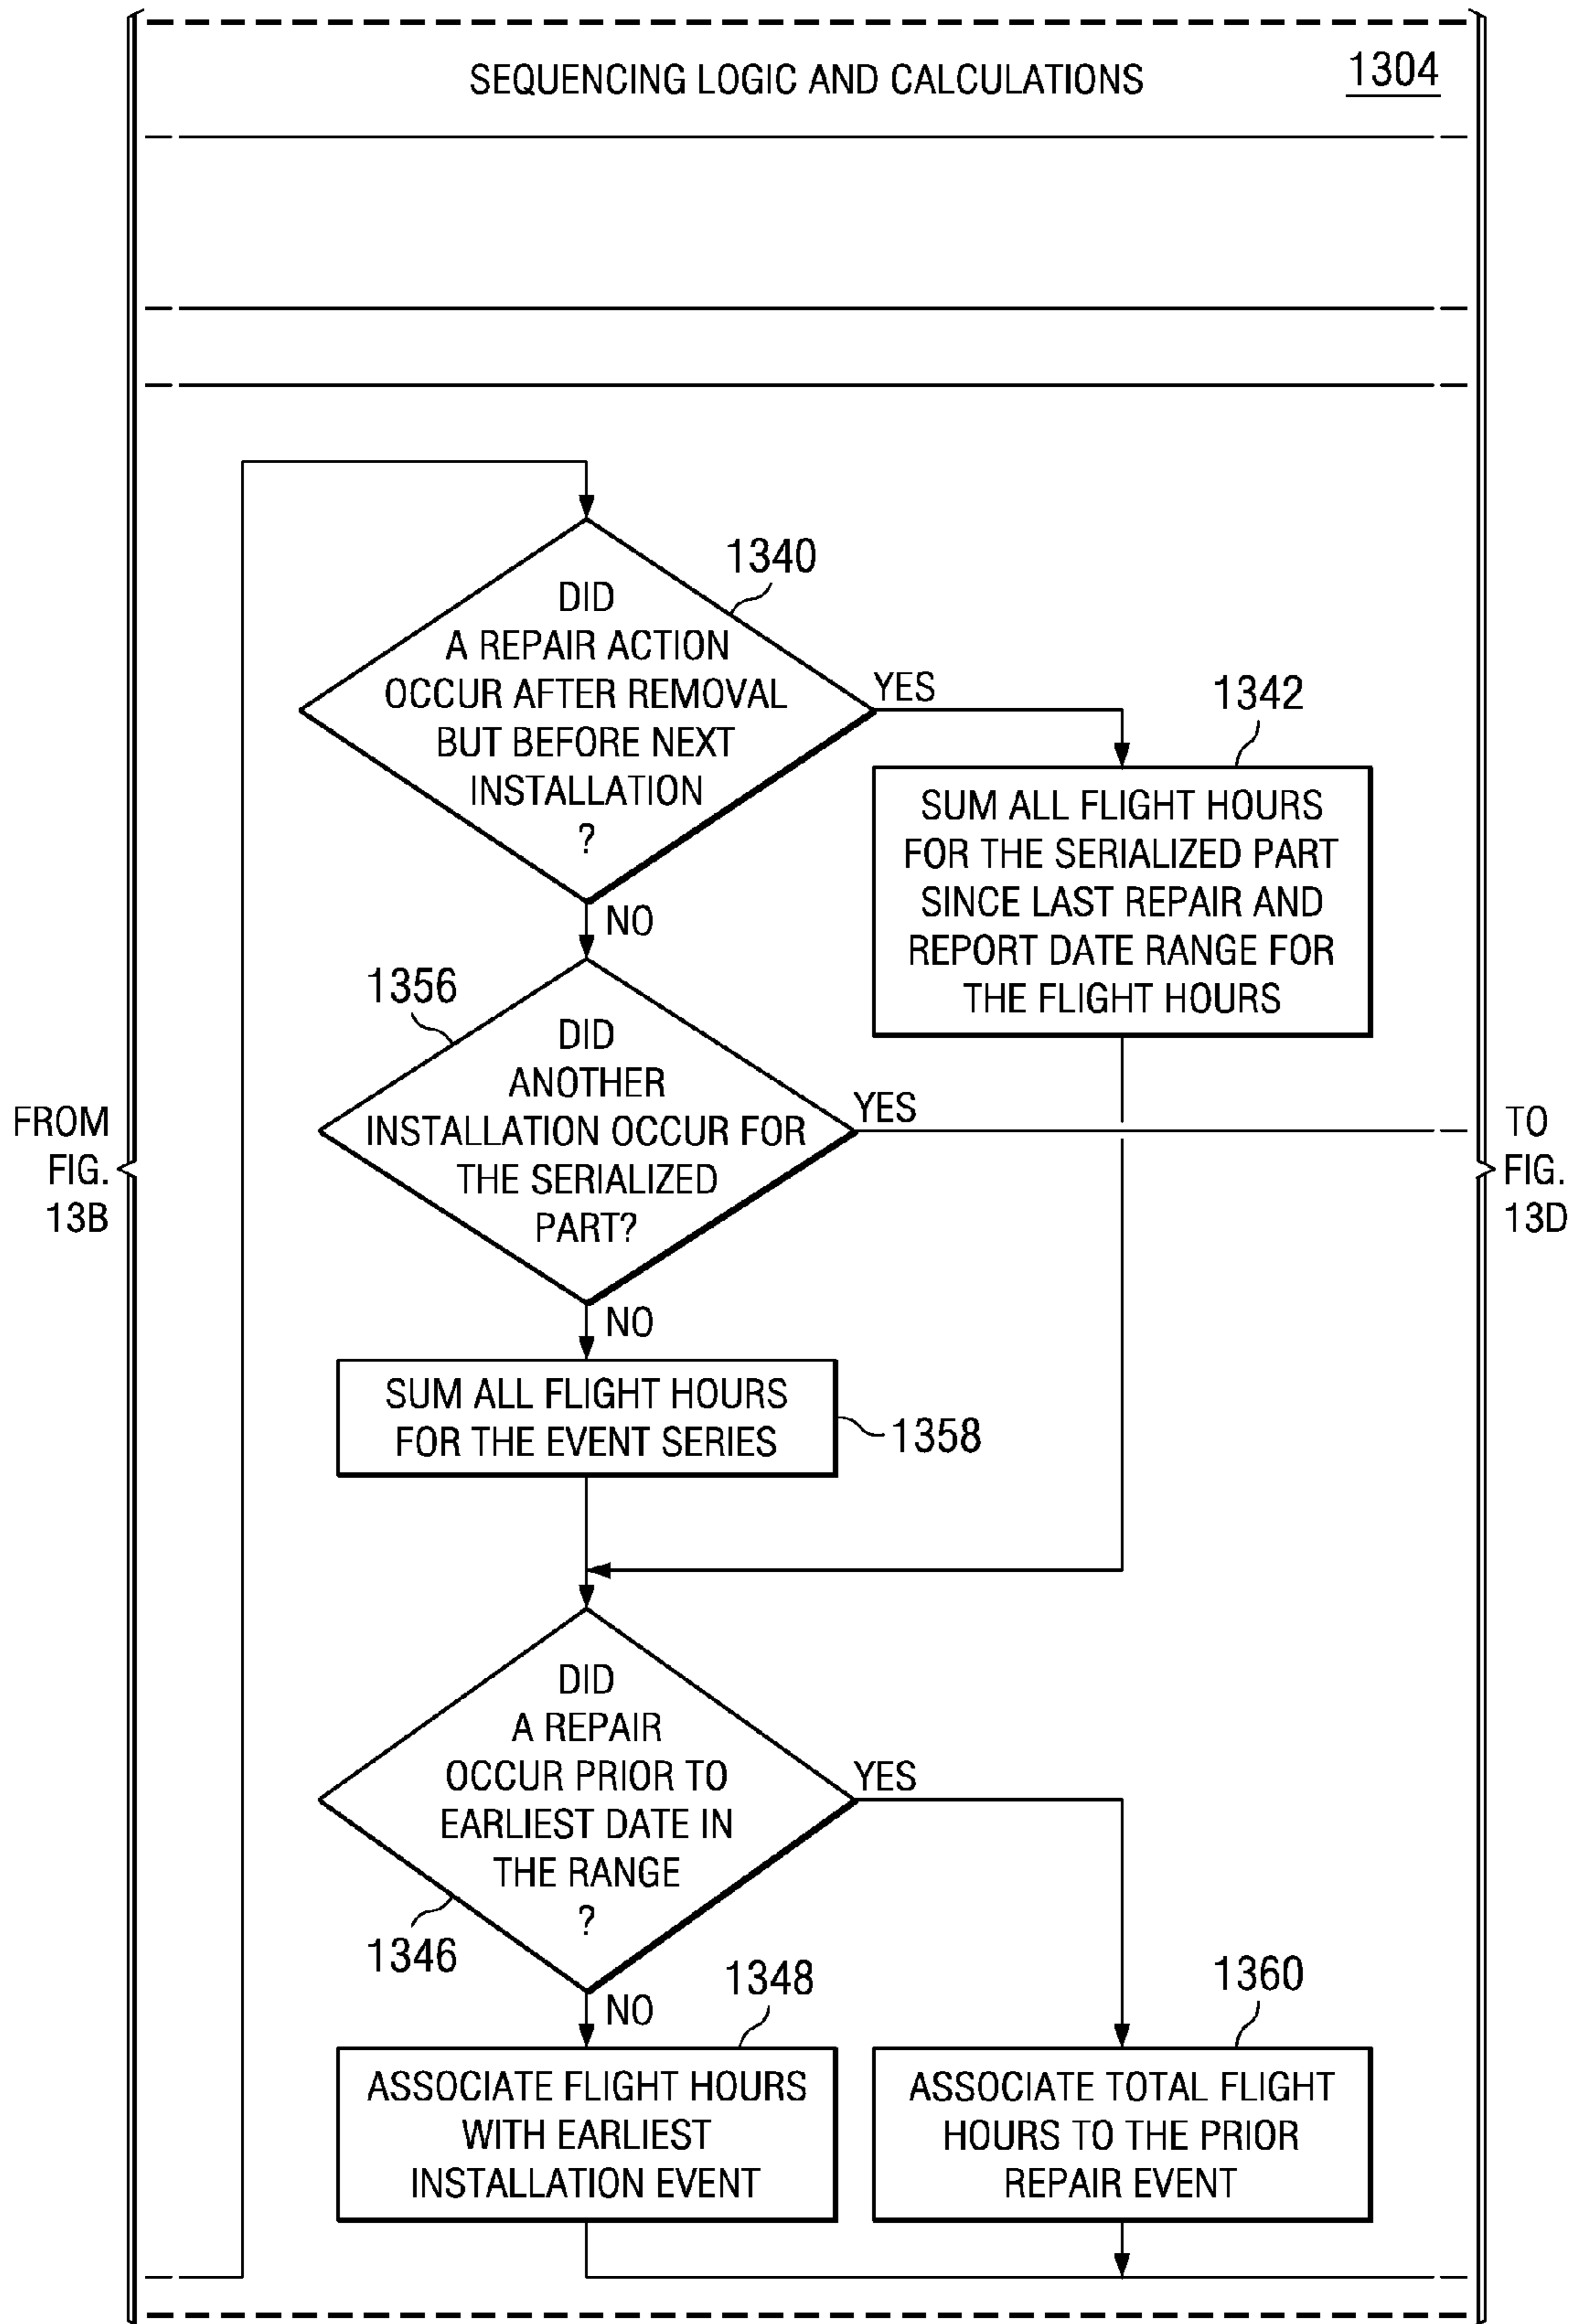 SEQUENCING LOGIC AND CALCULATIONS 1304
1340
DID
A REPAIR ACTION
OCCUR AFTER REMOVAL
BUT BEFORE NEXT
INSTALLATION
?
YES
NO
1342
SUM ALL FLIGHT HOURS
FOR THE SERIALIZED PART
SINCE LAST REPAIR AND
REPORT DATE RANGE FOR
THE FLIGHT HOURS
1356
DID
ANOTHER
INSTALLATION OCCUR FOR
THE SERIALIZED
PART?
YES
NO
FROM
FIG.
13B
TO
FIG.
13D
SUM ALL FLIGHT HOURS
FOR THE EVENT SERIES
1358
DID
A REPAIR
OCCUR PRIOR TO
EARLIEST DATE IN
THE RANGE
?
YES
1346
NO
1348
ASSOCIATE FLIGHT HOURS
WITH EARLIEST
INSTALLATION EVENT
1360
ASSOCIATE TOTAL FLIGHT
HOURS TO THE PRIOR
REPAIR EVENT